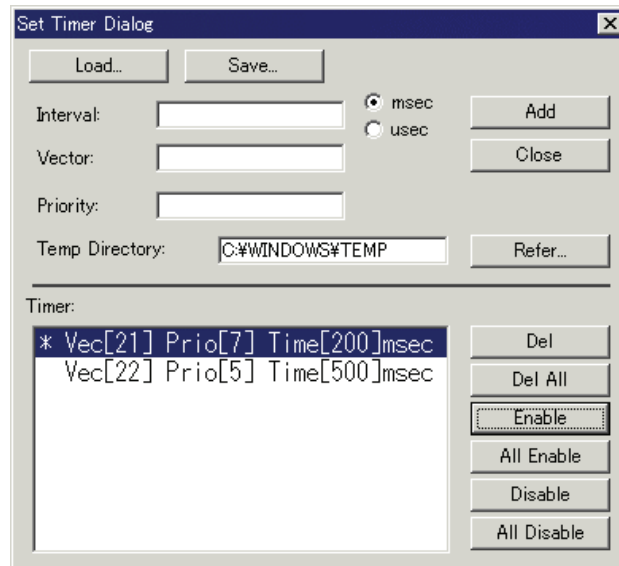 Set Timer Dialog
Load... Save...
Interval: msec Add
usec
Vector: Close
Priority:
Temp Directory: C:¥WINDOWS¥TEMP Refer...
Timer:
* Vec[21] Prio[7] Time[200]msec Del
Vec[22] Prio[5] Time[500]msec Del All
Enable
All Enable
Disable
All Disable